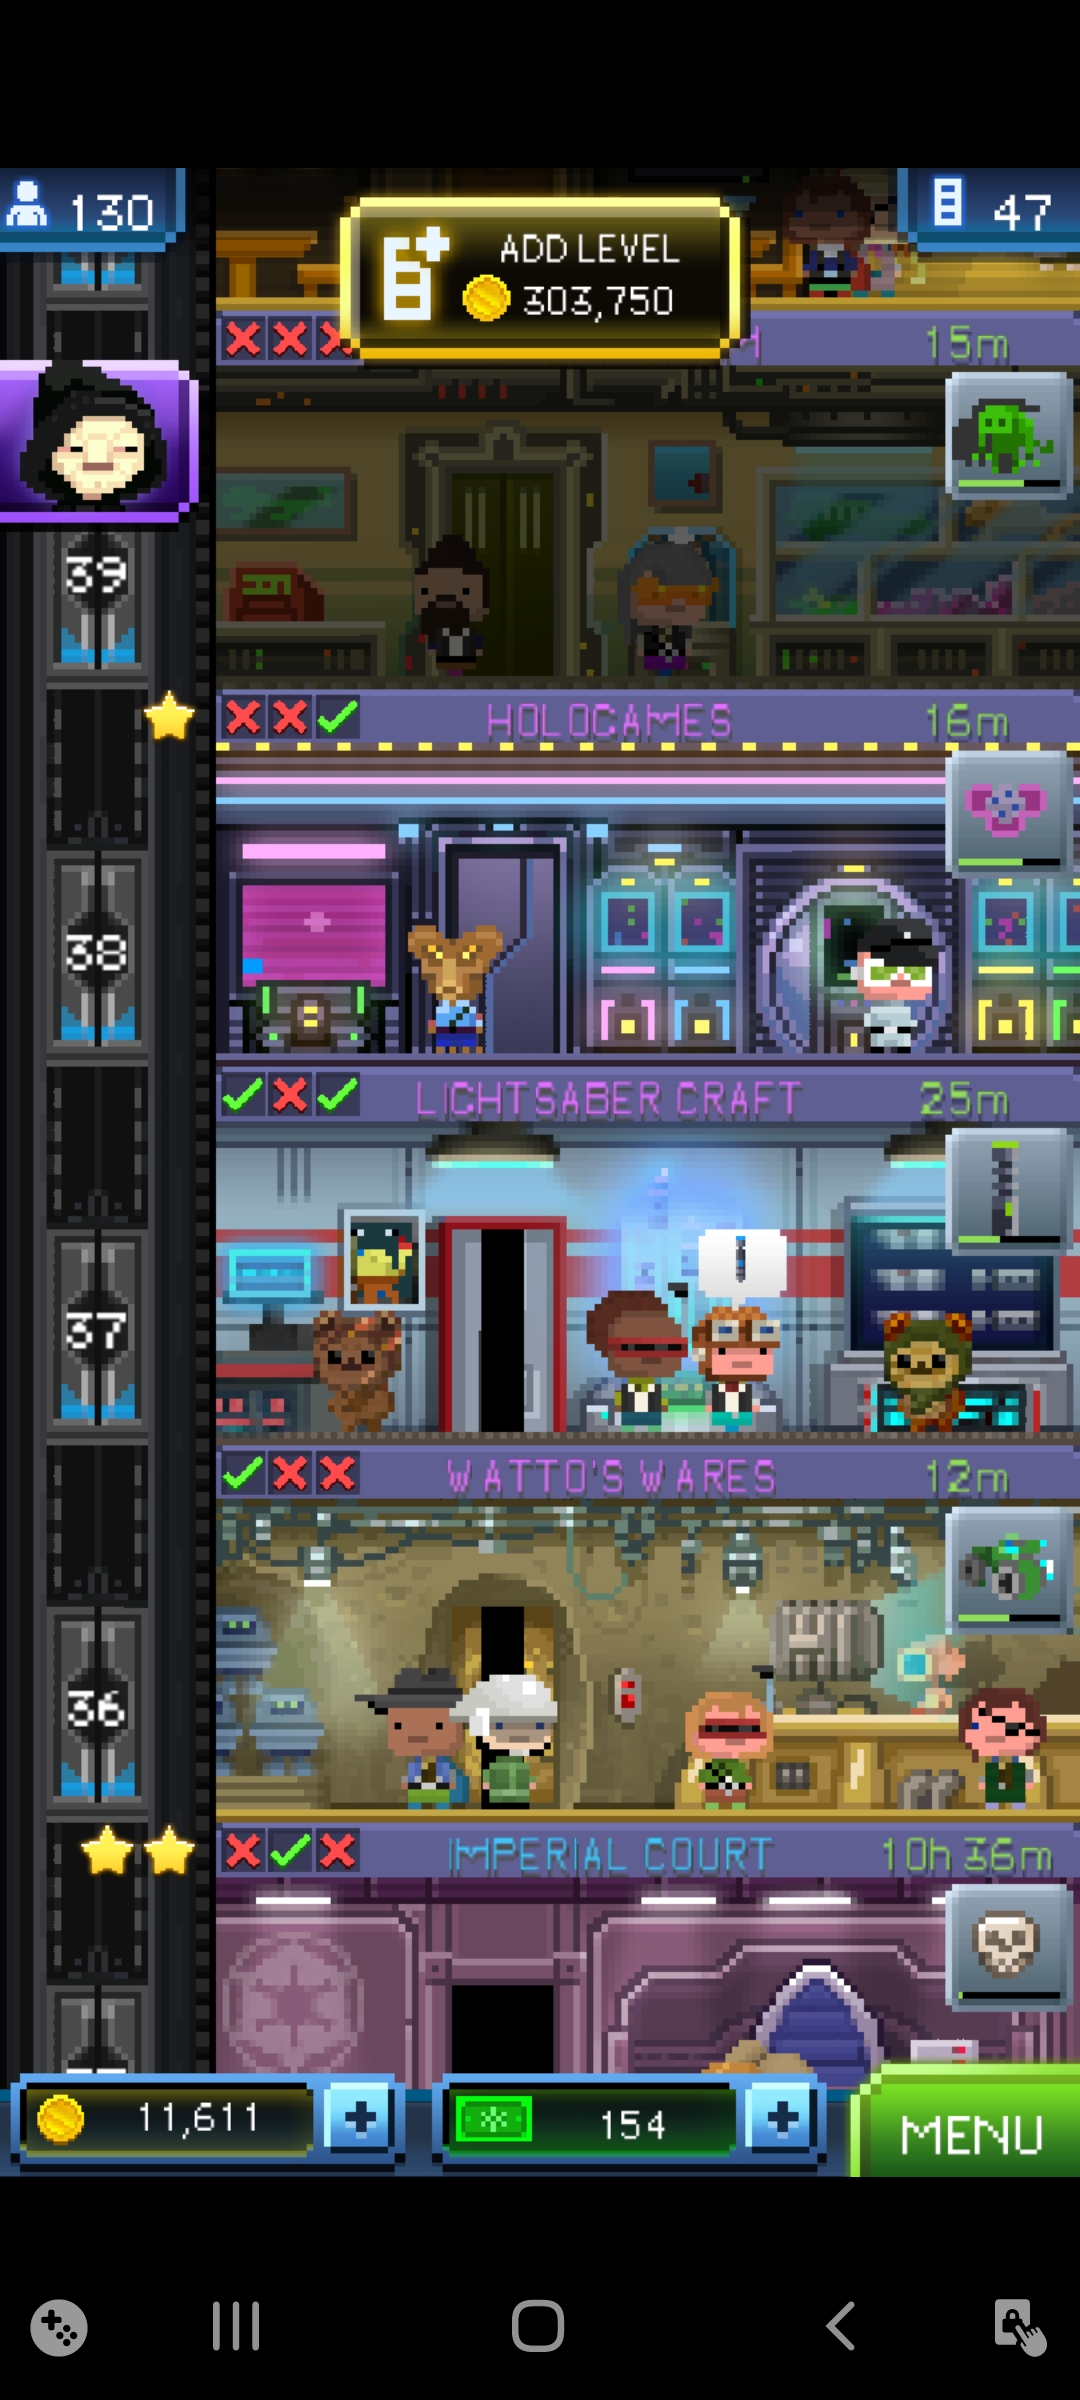 130
ADD LEVEL
303,750
47
15m
39
HOLOGAMES
16m
38
LIGHTSABER CRAFT
25m
37
WATTO'S WARES
12m
36
IMPERIAL COURT
10h 36m
11,611
154
MENU